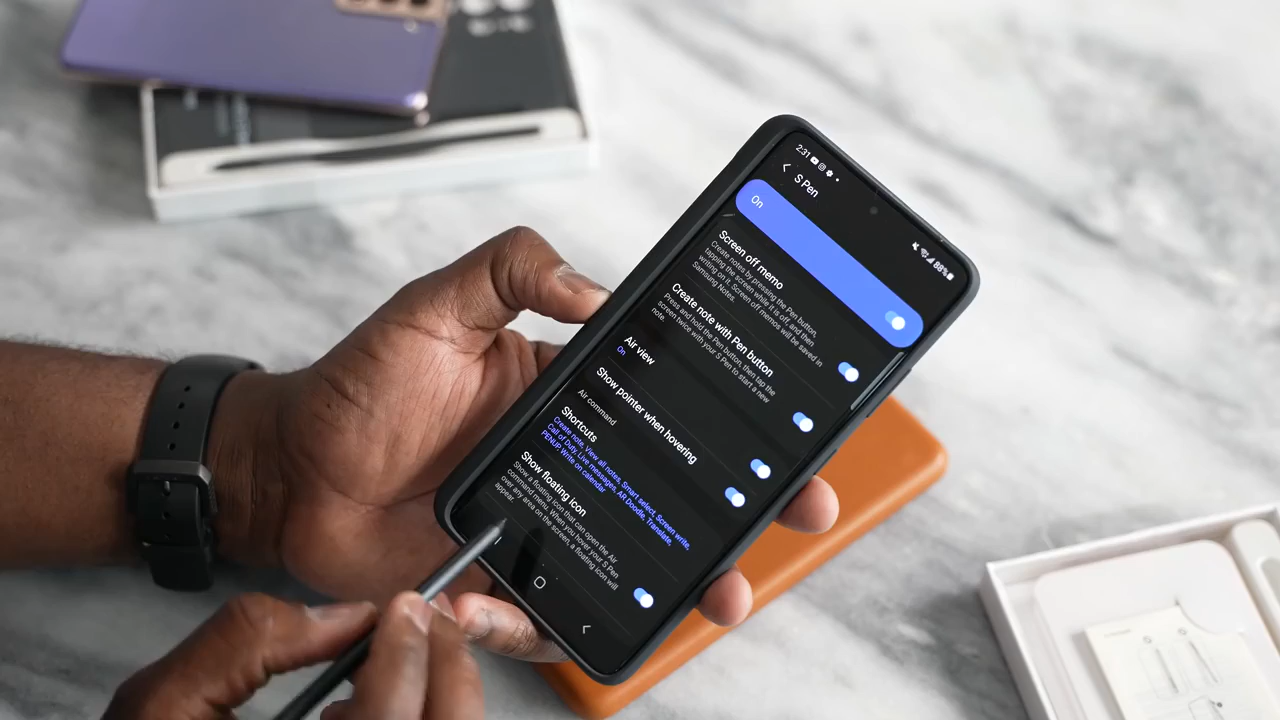 2:31
88%
S Pen
On
Screen off memo
Create notes by pressing the Pen button,
tapping the screen while it is off, and then
writing on it. Screen off memos will be saved in
Samsung Notes.
Create note with Pen button
Press and hold the Pen button, then tap the
screen twice with your S Pen to start a new
note.
Air view
On
Show pointer when hovering
Air command
Shortcuts
Create note, View all notes, Smart select, Screen write,
Call of Duty, Live messages, AR Doodle, Translate,
PENUP, Write on calendar
Show floating icon
Show a floating icon that can open the Air
command menu. When you hover your S Pen
over any area on the screen, a floating icon will
appear.